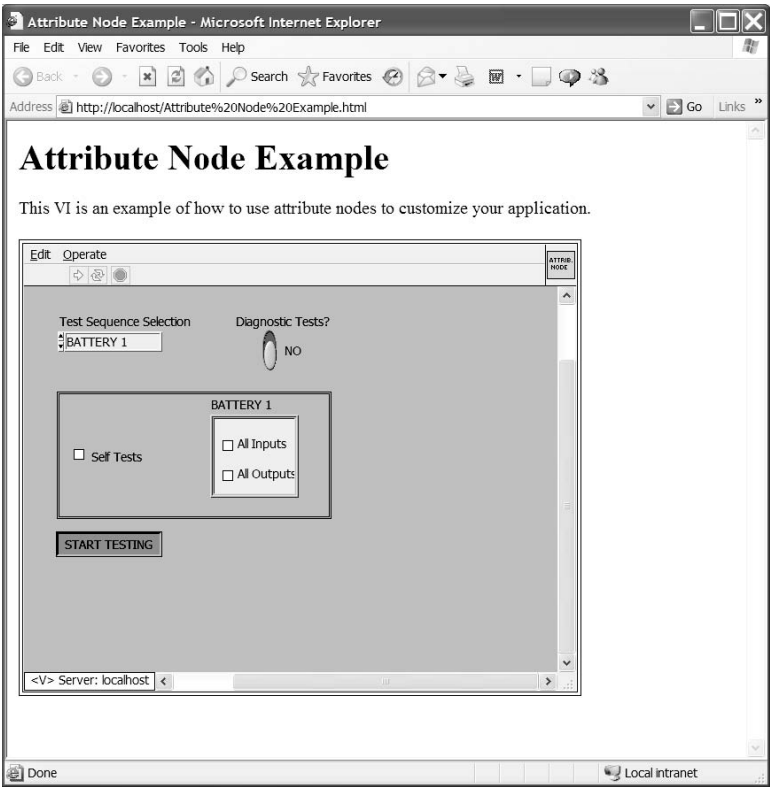 Attribute Node Example - Microsoft Internet Explorer
File Edit View Favorites Tools Help
Back Search Favorites W
Address http://localhost/Attribute%20Node%20Example.html Go Links »
Attribute Node Example
This VI is an example of how to use attribute nodes to customize your application.
Edit Operate
ATTRIB.
NODE
Test Sequence Selection Diagnostic Tests?
BATTERY 1 NO
BATTERY 1
All Inputs
Self Tests
All Outputs
START TESTING
<V> Server: localhost
Done Local intranet